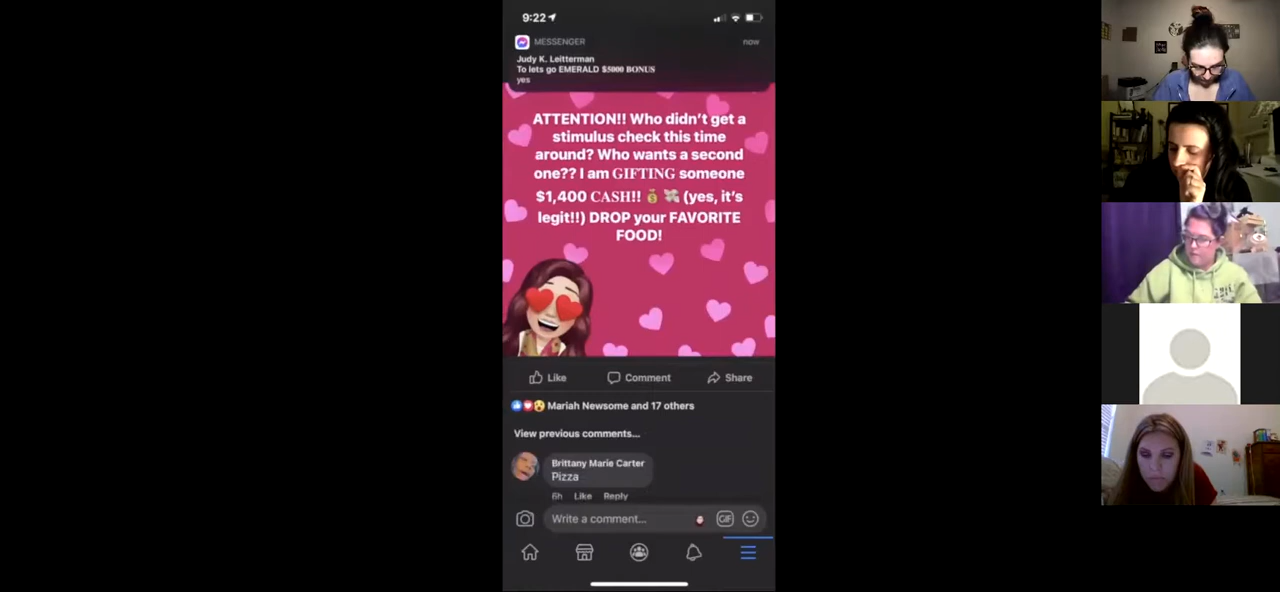 9:22
MESSENGER
now
Judy K. Leitterman
To lets go EMERALD $5000 BONUS
yes
ATTENTION!! Who didn't get a
stimulus check this time
around? Who wants a second
one?? I am GIFTING someone
$1,400 CASH!! 💰 💸 (yes, it's
legit!!) DROP your FAVORITE
FOOD!
Like
Comment
Share
Mariah Newsome and 17 others
View previous comments...
Brittany Marie Carter
Pizza
6h Like Reply
Write a comment...
GIF